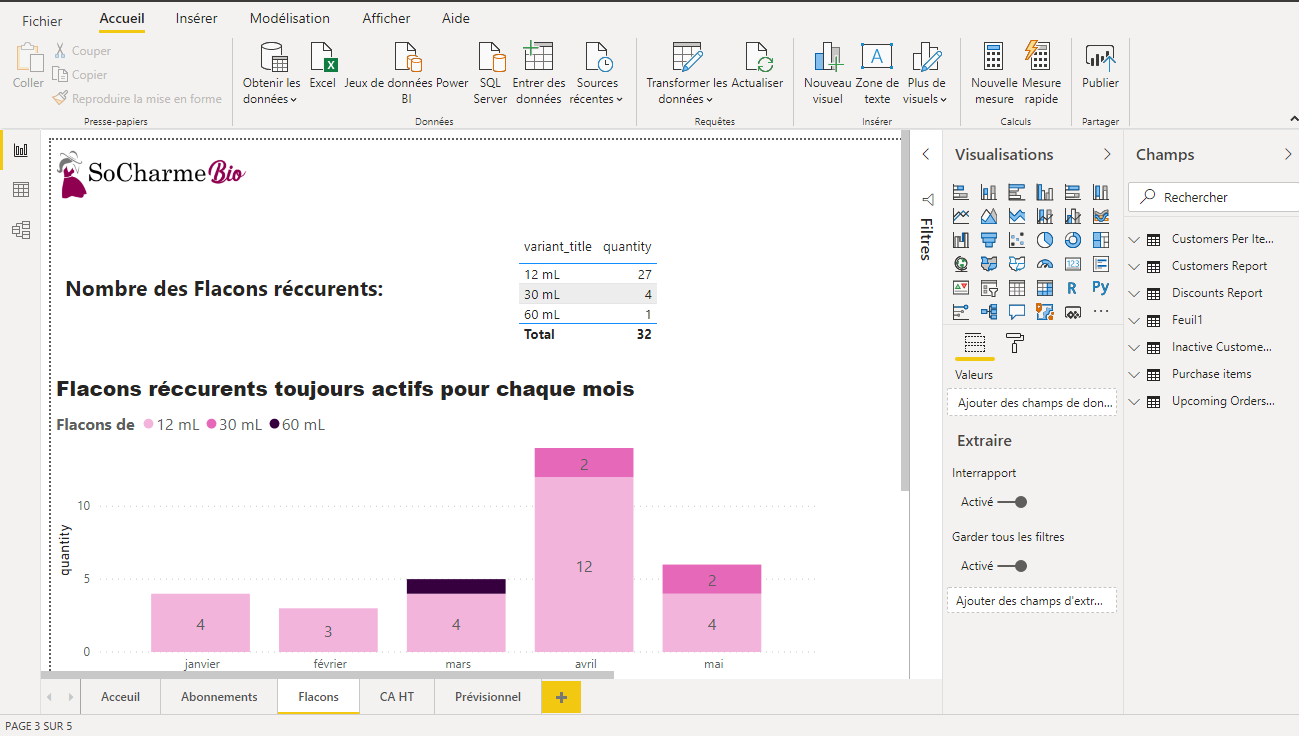 Fichier Accueil Insérer Modélisation Afficher Aide
Coller
Couper
Copier
Reproduire la mise en forme
Presse-papiers
Obtenir les données
Excel
Jeux de données Power BI
SQL Server
Entrer des données
Sources récentes
Données
Transformer les données
Actualiser
Requêtes
Nouveau visuel
Zone de texte
Plus de visuels
Insérer
Nouvelle mesure
Mesure rapide
Calculs
Publier
Partager
SoCharme Bio
variant_title quantity
12 mL 27
30 mL 4
60 mL 1
Total 32
Nombre des Flacons réccurents:
Flacons réccurents toujours actifs pour chaque mois
Flacons de 12 mL 30 mL 60 mL
quantity
10
5
0
4
3
4
2
12
2
4
janvier février mars avril mai
Filtres
Visualisations
123
R
Py
Valeurs
Ajouter des champs de don...
Extraire
Interrapport
Activé
Garder tous les filtres
Activé
Ajouter des champs d'extr...
Champs
Rechercher
Customers Per Ite...
Customers Report
Discounts Report
Feuil1
Inactive Custome...
Purchase items
Upcoming Orders...
Acceuil Abonnements Flacons CA HT Prévisionnel +
PAGE 3 SUR 5